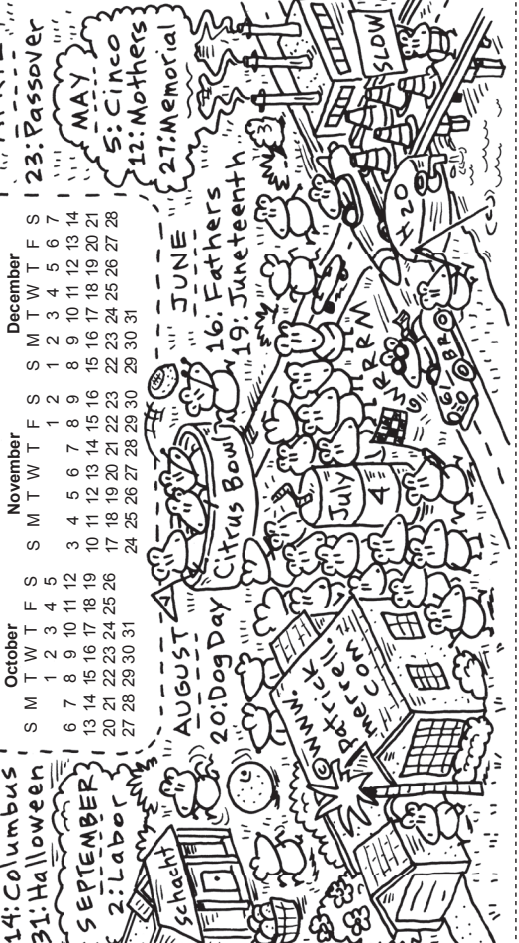 14: Columbus
31: Halloween
SEPTEMBER
2: Labor
Schacht
October
S M T W T F S
1 2 3 4 5
6 7 8 9 10 11 12
13 14 15 16 17 18 19
20 21 22 23 24 25 26
27 28 29 30 31
November
S M T W T F S
1 2
3 4 5 6 7 8 9
10 11 12 13 14 15 16
17 18 19 20 21 22 23
24 25 26 27 28 29 30
December
S M T W T F S
1 2 3 4 5 6 7
8 9 10 11 12 13 14
15 16 17 18 19 20 21
22 23 24 25 26 27 28
29 30 31
23: Passover
MAY
5: Cinco
12: Mothers
27: Memorial
AUGUST
20: Dog Day
Citrus Bowl
JUNE
16: Fathers
19: Juneteenth
©www.
Patrick
merrell.
com
July
4
SLOW
H2O